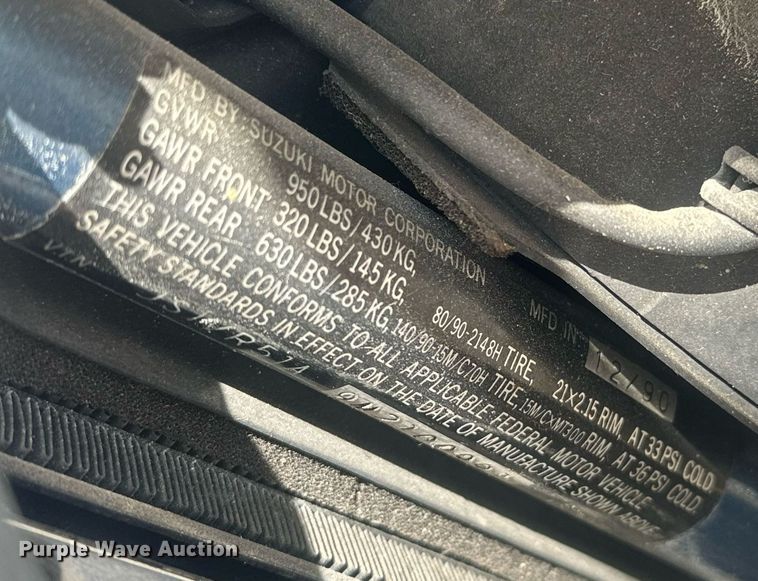 MFD. BY SUZUKI MOTOR CORPORATION MFD IN 12/90
GVWR: 950 LBS/430 KG,
GAWR FRONT: 320 LBS/145 KG, 80/90-21 48H TIRE, 21X2.15 RIM, AT 33 PSI COLD.
GAWR REAR: 630 LBS/285 KG, 140/90-15M/C70H TIRE, 15M/CXMT3.00 RIM, AT 36 PSI COLD.
THIS VEHICLE CONFORMS TO ALL APPLICABLE FEDERAL MOTOR VEHICLE
SAFETY STANDARDS IN EFFECT ON THE DATE OF MANUFACTURE SHOWN ABOVE.
VIN
Purple Wave Auction